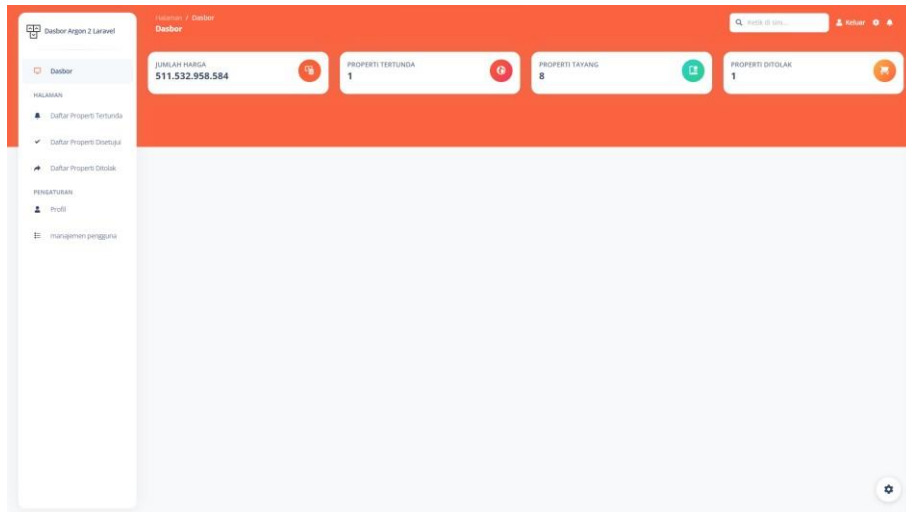 Dasbor Argon 2 Laravel
Dasbor
HALAMAN
Daftar Properti Tertunda
Daftar Properti Disetujui
Daftar Properti Ditolak
PENGATURAN
Profil
manajemen pengguna
Halaman / Dasbor
Dasbor
Ketik di sini...
Keluar
JUMLAH HARGA
511.532.958.584
PROPERTI TERTUNDA
1
PROPERTI TAYANG
8
PROPERTI DITOLAK
1